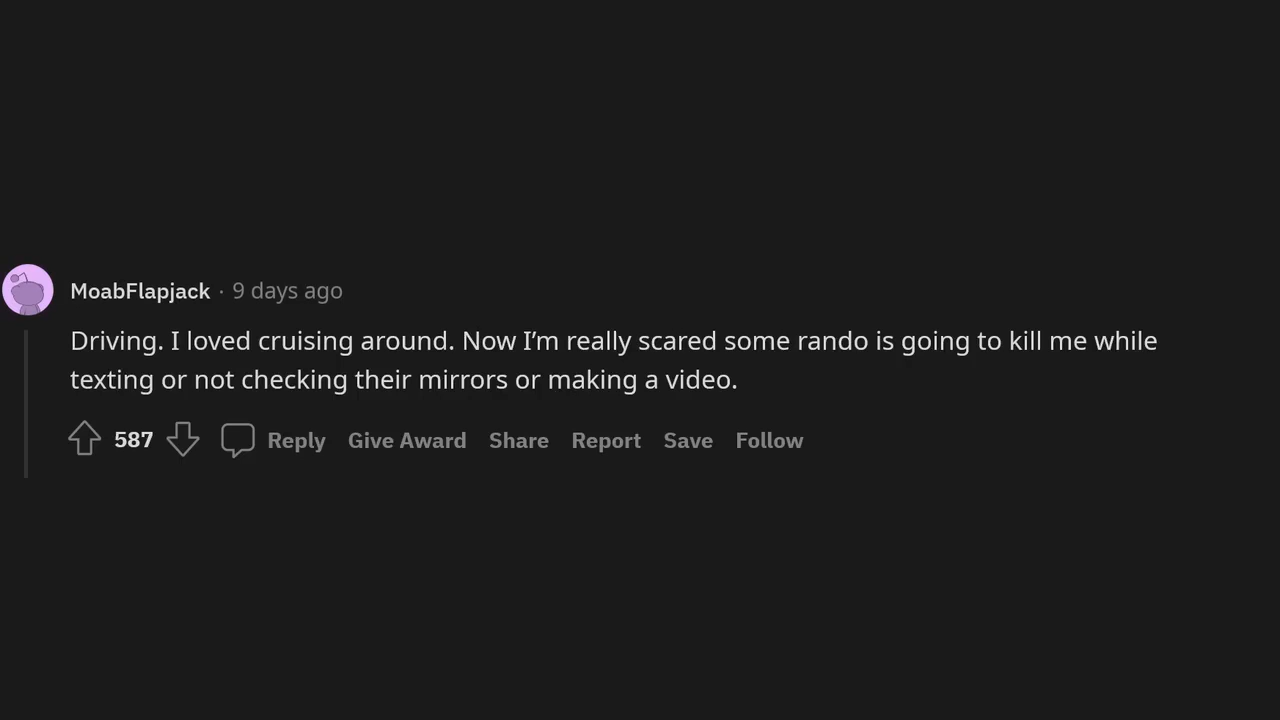 MoabFlapjack · 9 days ago
Driving. I loved cruising around. Now I’m really scared some rando is going to kill me while
texting or not checking their mirrors or making a video.
587 Reply Give Award Share Report Save Follow